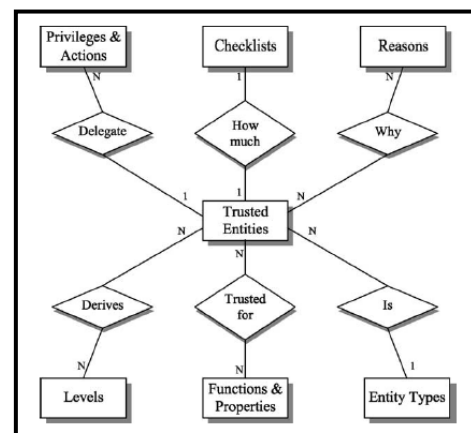 Privileges &
Actions
Checklists
Reasons
N
1
N
Delegate
How
much
Why
1
1
N
Trusted
Entities
N
N
N
Derives
Trusted
for
Is
N
N
1
Levels
Functions &
Properties
Entity Types